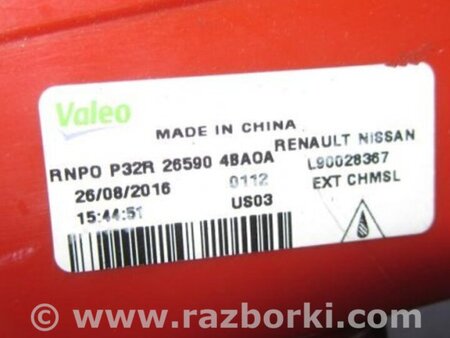 Valeo
MADE IN CHINA
RNPO P32R 26590 4BA0A RENAULT NISSAN
26/08/2016 0112 L90028367
15:44:51 US03 EXT CHMSL
© www.razborki.com